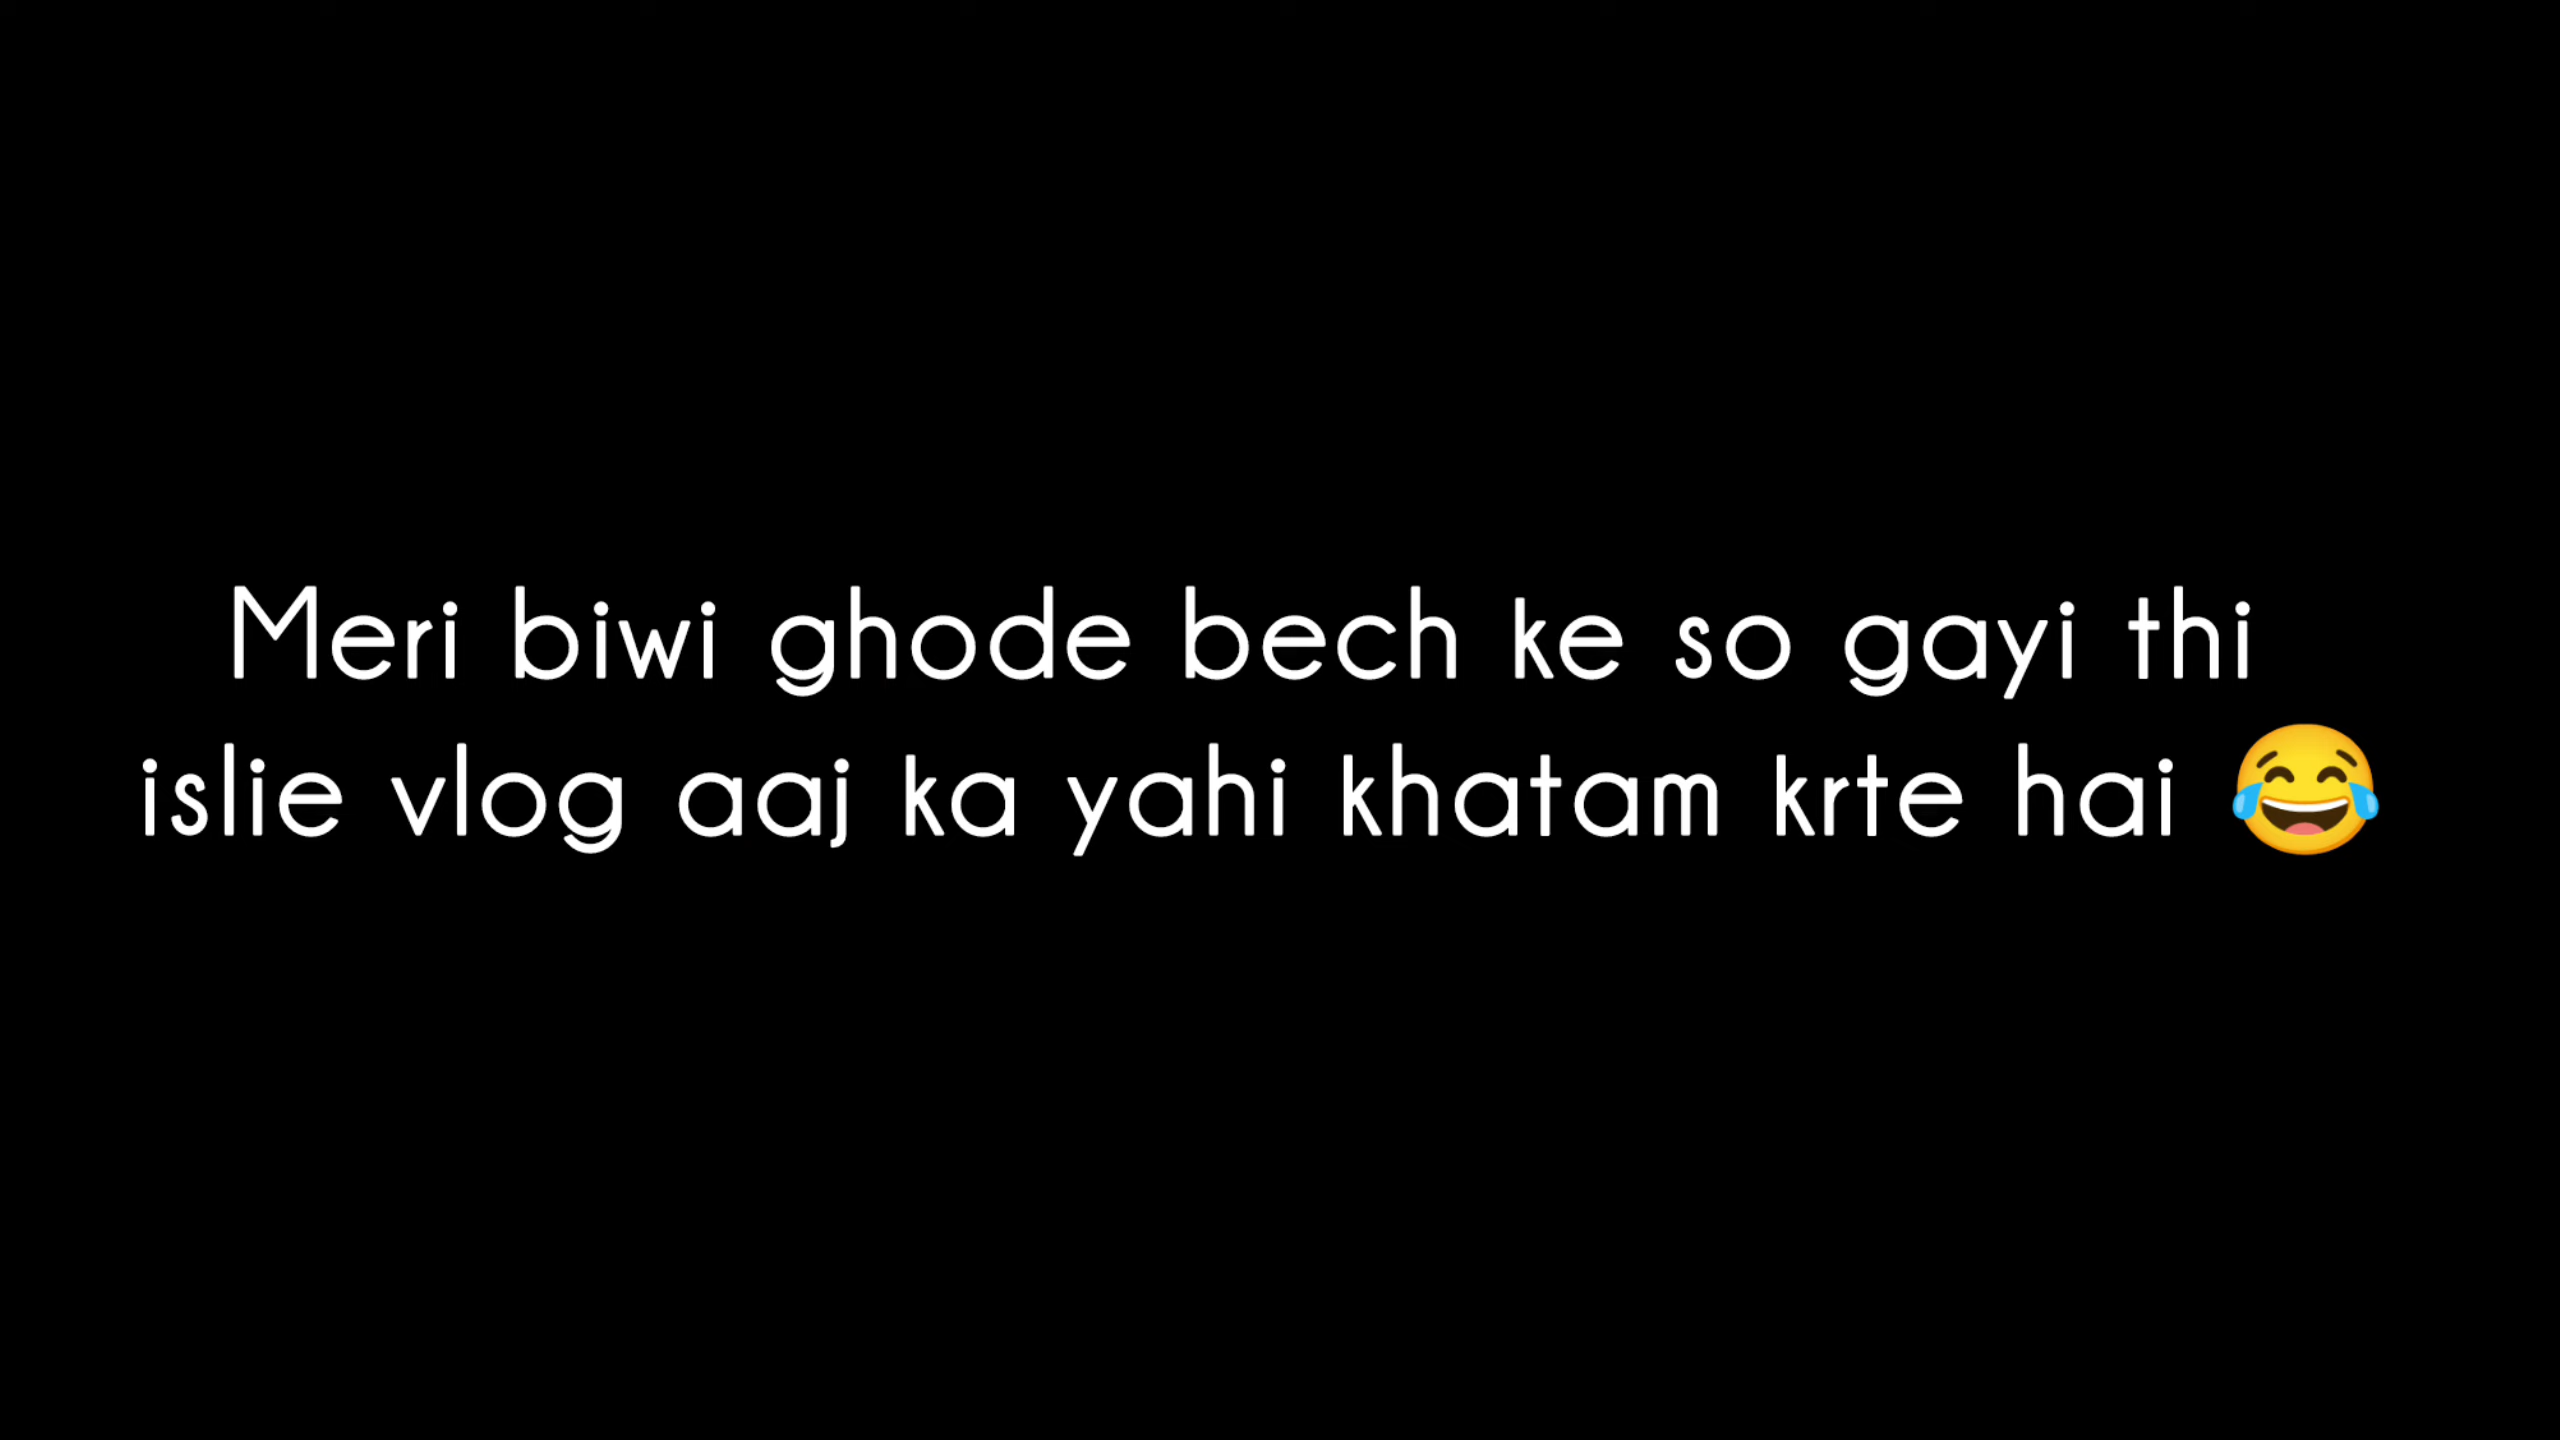 Meri biwi ghode bech ke so gayi thi
islie vlog aaj ka yahi khatam krte hai 😂